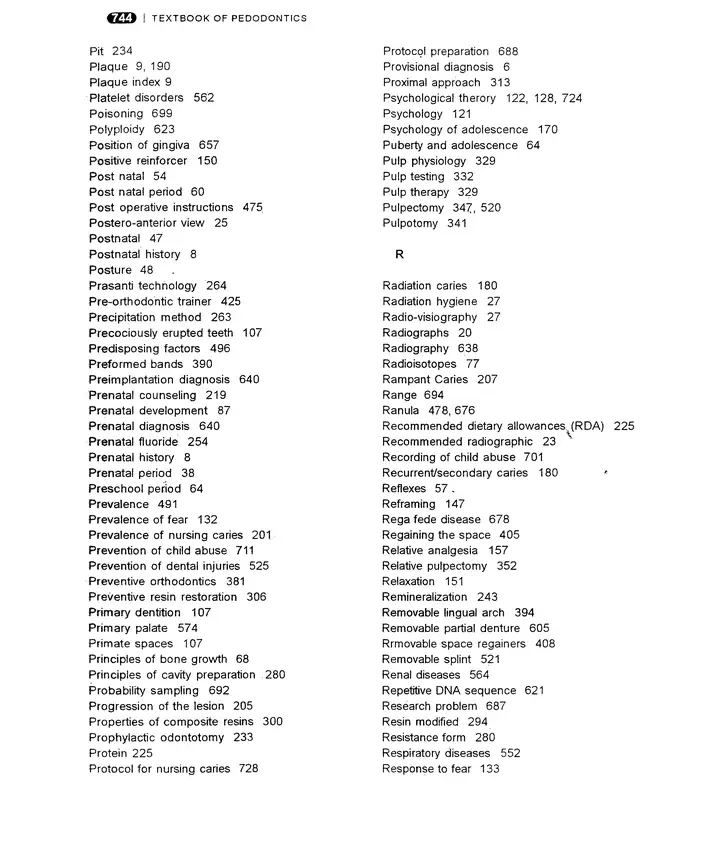 744 | TEXTBOOK OF PEDODONTICS
Pit 234
Plaque 9, 190
Plaque index 9
Platelet disorders 562
Poisoning 699
Polyploidy 623
Position of gingiva 657
Positive reinforcer 150
Post natal 54
Post natal period 60
Post operative instructions 475
Postero-anterior view 25
Postnatal 47
Postnatal history 8
Posture 48
Prasanti technology 264
Pre-orthodontic trainer 425
Precipitation method 263
Precociously erupted teeth 107
Predisposing factors 496
Preformed bands 390
Preimplantation diagnosis 640
Prenatal counseling 219
Prenatal development 87
Prenatal diagnosis 640
Prenatal fluoride 254
Prenatal history 8
Prenatal period 38
Preschool period 64
Prevalence 491
Prevalence of fear 132
Prevalence of nursing caries 201
Prevention of child abuse 711
Prevention of dental injuries 525
Preventive orthodontics 381
Preventive resin restoration 306
Primary dentition 107
Primary palate 574
Primate spaces 107
Principles of bone growth 68
Principles of cavity preparation 280
Probability sampling 692
Progression of the lesion 205
Properties of composite resins 300
Prophylactic odontotomy 233
Protein 225
Protocol for nursing caries 728
Protocol preparation 688
Provisional diagnosis 6
Proximal approach 313
Psychological therory 122, 128, 724
Psychology 121
Psychology of adolescence 170
Puberty and adolescence 64
Pulp physiology 329
Pulp testing 332
Pulp therapy 329
Pulpectomy 347, 520
Pulpotomy 341
R
Radiation caries 180
Radiation hygiene 27
Radio-visiography 27
Radiographs 20
Radiography 638
Radioisotopes 77
Rampant Caries 207
Range 694
Ranula 478, 676
Recommended dietary allowances (RDA) 225
Recommended radiographic 23
Recording of child abuse 701
Recurrent/secondary caries 180
Reflexes 57
Reframing 147
Rega fede disease 678
Regaining the space 405
Relative analgesia 157
Relative pulpectomy 352
Relaxation 151
Remineralization 243
Removable lingual arch 394
Removable partial denture 605
Rrmovable space regainers 408
Removable splint 521
Renal diseases 564
Repetitive DNA sequence 621
Research problem 687
Resin modified 294
Resistance form 280
Respiratory diseases 552
Response to fear 133